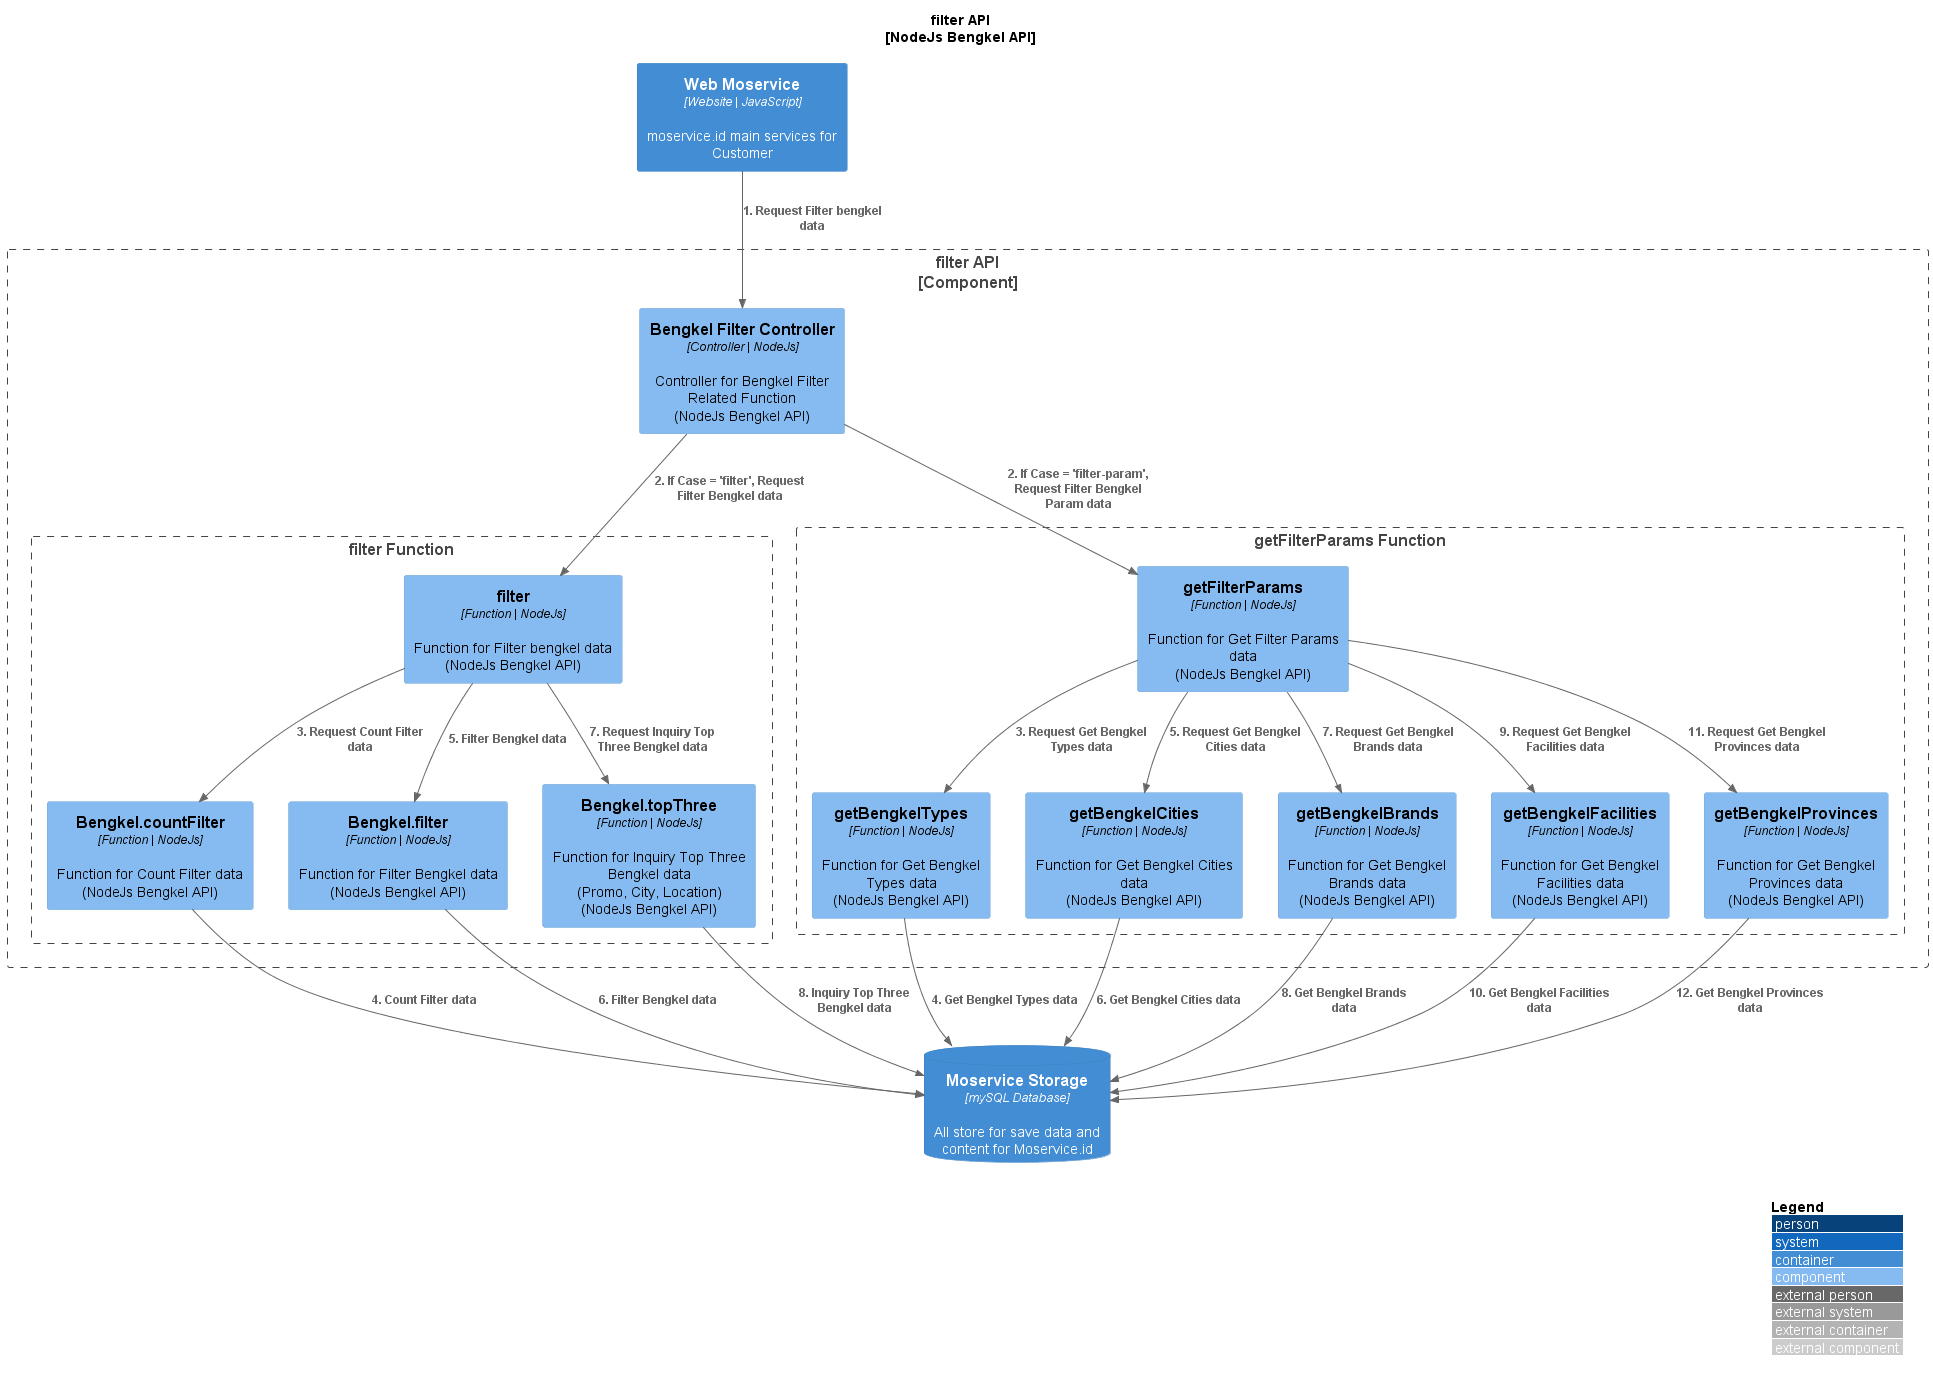 filter API
[NodeJs Bengkel API]
Web Moservice
[Website | JavaScript]
moservice.id main services for
Customer
1. Request Filter bengkel
data
filter API
[Component]
Bengkel Filter Controller
[Controller | NodeJs]
Controller for Bengkel Filter
Related Function
(NodeJs Bengkel API)
2. If Case = 'filter', Request
Filter Bengkel data
2. If Case = 'filter-param',
Request Filter Bengkel
Param data
filter Function
filter
[Function | NodeJs]
Function for Filter bengkel data
(NodeJs Bengkel API)
getFilterParams Function
getFilterParams
[Function | NodeJs]
Function for Get Filter Params
data
(NodeJs Bengkel API)
3. Request Count Filter
data
5. Filter Bengkel data
7. Request Inquiry Top
Three Bengkel data
3. Request Get Bengkel
Types data
5. Request Get Bengkel
Cities data
7. Request Get Bengkel
Brands data
9. Request Get Bengkel
Facilities data
11. Request Get Bengkel
Provinces data
Bengkel.countFilter
[Function | NodeJs]
Function for Count Filter data
(NodeJs Bengkel API)
Bengkel.filter
[Function | NodeJs]
Function for Filter Bengkel data
(NodeJs Bengkel API)
Bengkel.topThree
[Function | NodeJs]
Function for Inquiry Top Three
Bengkel data
(Promo, City, Location)
(NodeJs Bengkel API)
getBengkelTypes
[Function | NodeJs]
Function for Get Bengkel
Types data
(NodeJs Bengkel API)
getBengkelCities
[Function | NodeJs]
Function for Get Bengkel Cities
data
(NodeJs Bengkel API)
getBengkelBrands
[Function | NodeJs]
Function for Get Bengkel
Brands data
(NodeJs Bengkel API)
getBengkelFacilities
[Function | NodeJs]
Function for Get Bengkel
Facilities data
(NodeJs Bengkel API)
getBengkelProvinces
[Function | NodeJs]
Function for Get Bengkel
Provinces data
(NodeJs Bengkel API)
4. Count Filter data
6. Filter Bengkel data
8. Inquiry Top Three
Bengkel data
4. Get Bengkel Types data
6. Get Bengkel Cities data
8. Get Bengkel Brands
data
10. Get Bengkel Facilities
data
12. Get Bengkel Provinces
data
Moservice Storage
[mySQL Database]
All store for save data and
content for Moservice.id
Legend
person
system
container
component
external person
external system
external container
external component